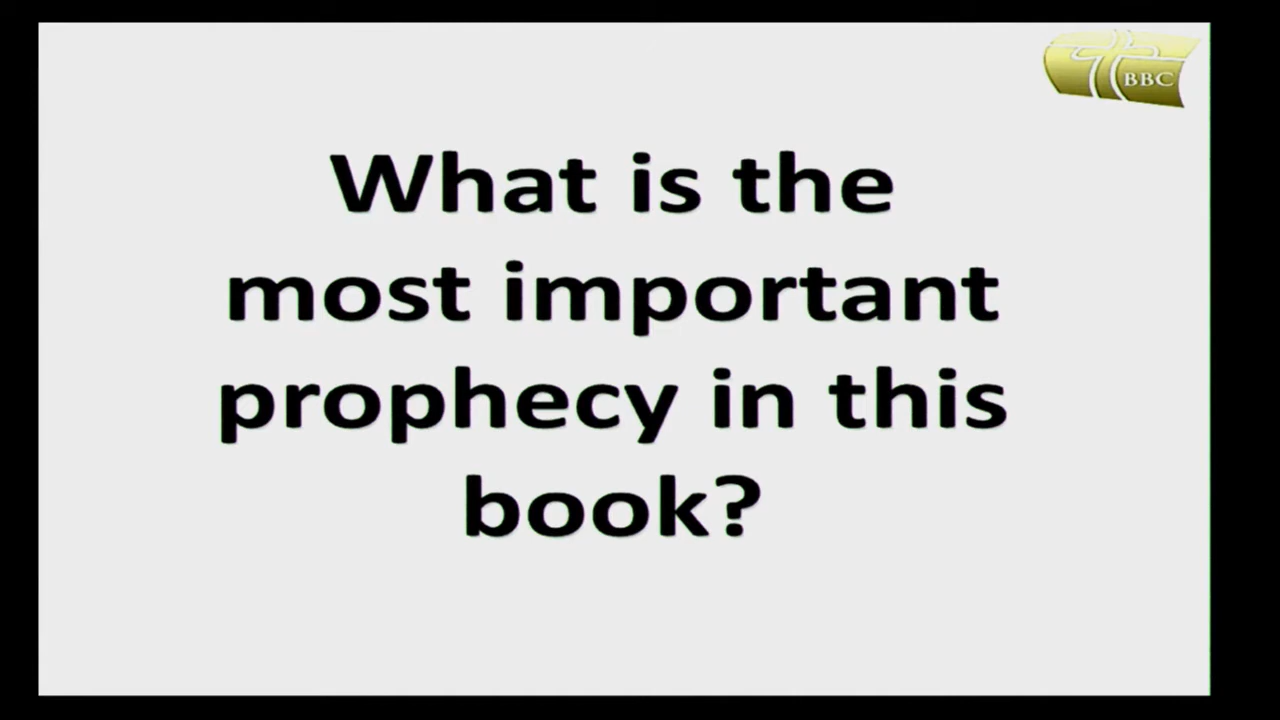 BBC
What is the
most important
prophecy in this
book?